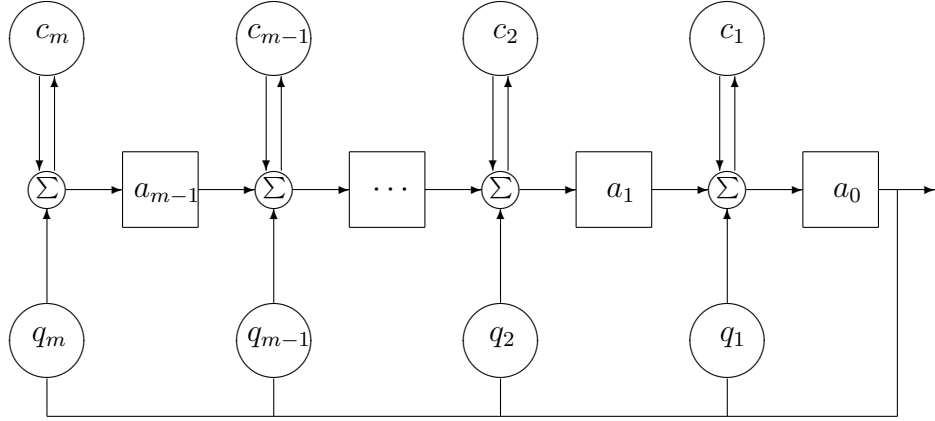 c_m c_{m-1} c_2 c_1
Σ a_{m-1} Σ ⋯ Σ a_1 Σ a_0
q_m q_{m-1} q_2 q_1